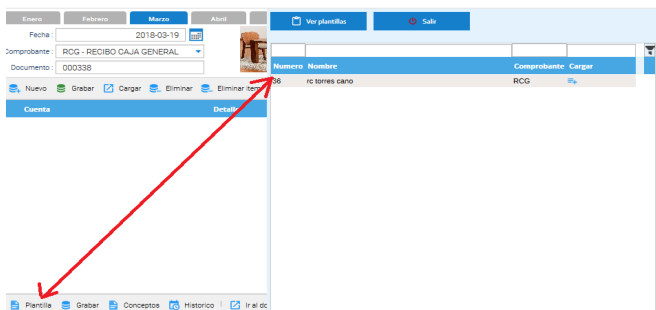 Enero Febrero Marzo Abril
Fecha : 2018-03-19
Comprobante : RCG - RECIBO CAJA GENERAL
Documento : 000338
Nuevo Grabar Cargar Eliminar Eliminar item
Cuenta Detalle
Plantilla Grabar Conceptos Historico Ir al do
Ver plantillas Salir
Numero Nombre Comprobante Cargar
36 rc torres cano RCG